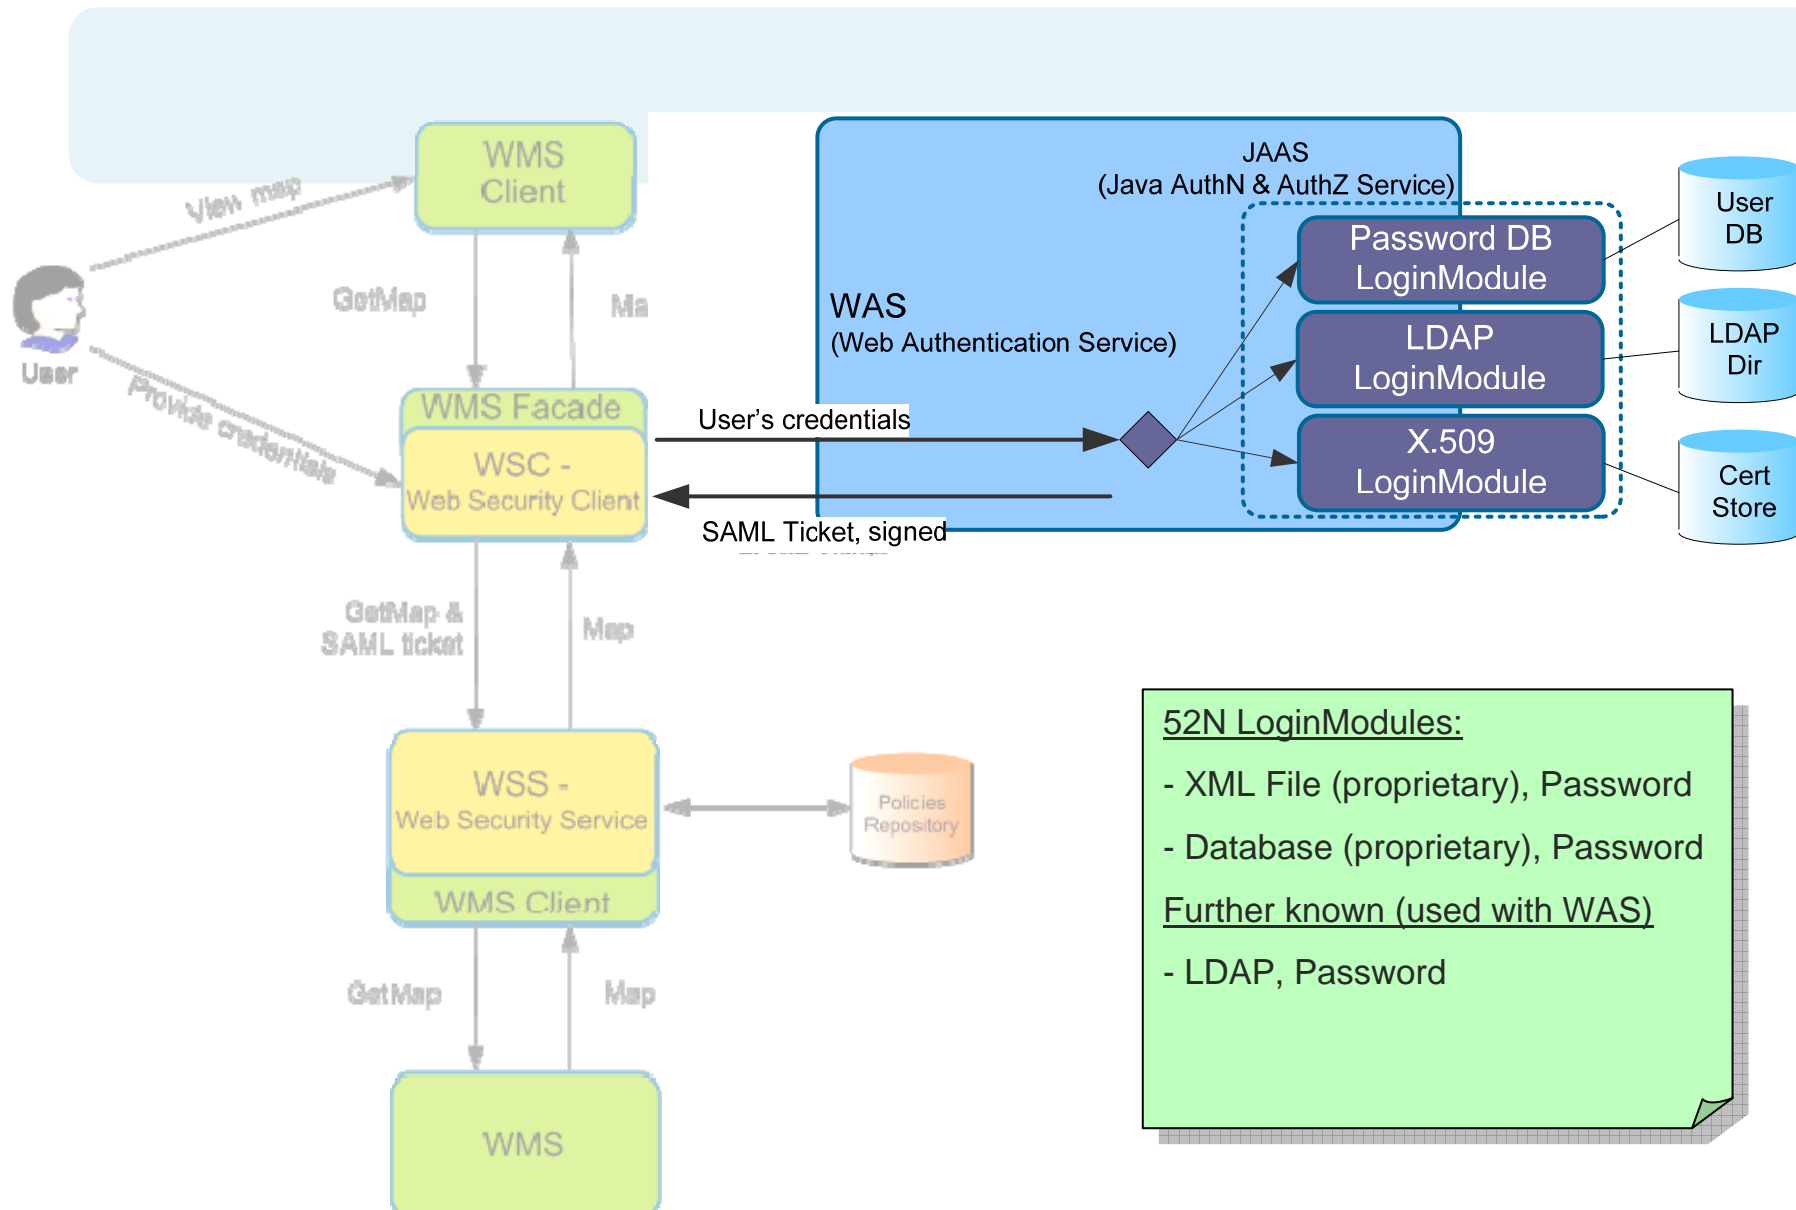 WMS
Client
View map
User
Provide credentials
GetMap
Ma
WMS Facade
WSC -
Web Security Client
User's credentials
SAML Ticket, signed
WAS
(Web Authentication Service)
JAAS
(Java AuthN & AuthZ Service)
Password DB
LoginModule
LDAP
LoginModule
X.509
LoginModule
User
DB
LDAP
Dir
Cert
Store
GetMap &
SAML ticket
Map
WSS -
Web Security Service
WMS Client
Policies
Repository
GetMap
Map
WMS
52N LoginModules:
- XML File (proprietary), Password
- Database (proprietary), Password
Further known (used with WAS)
- LDAP, Password